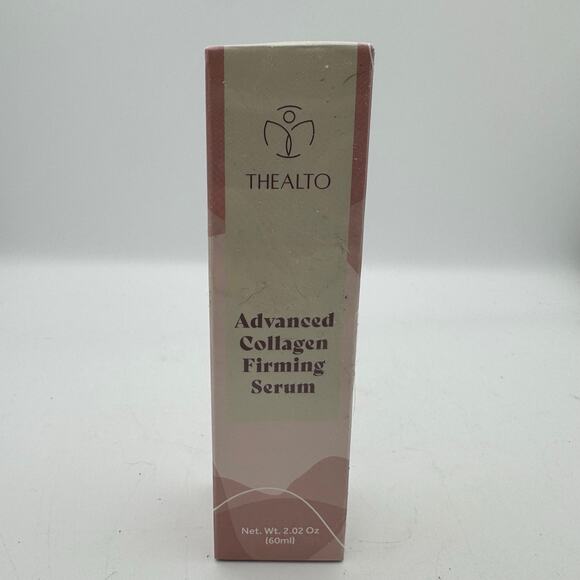 THEALTO
Advanced
Collagen
Firming
Serum
Net. Wt. 2.02 Oz
(60ml)